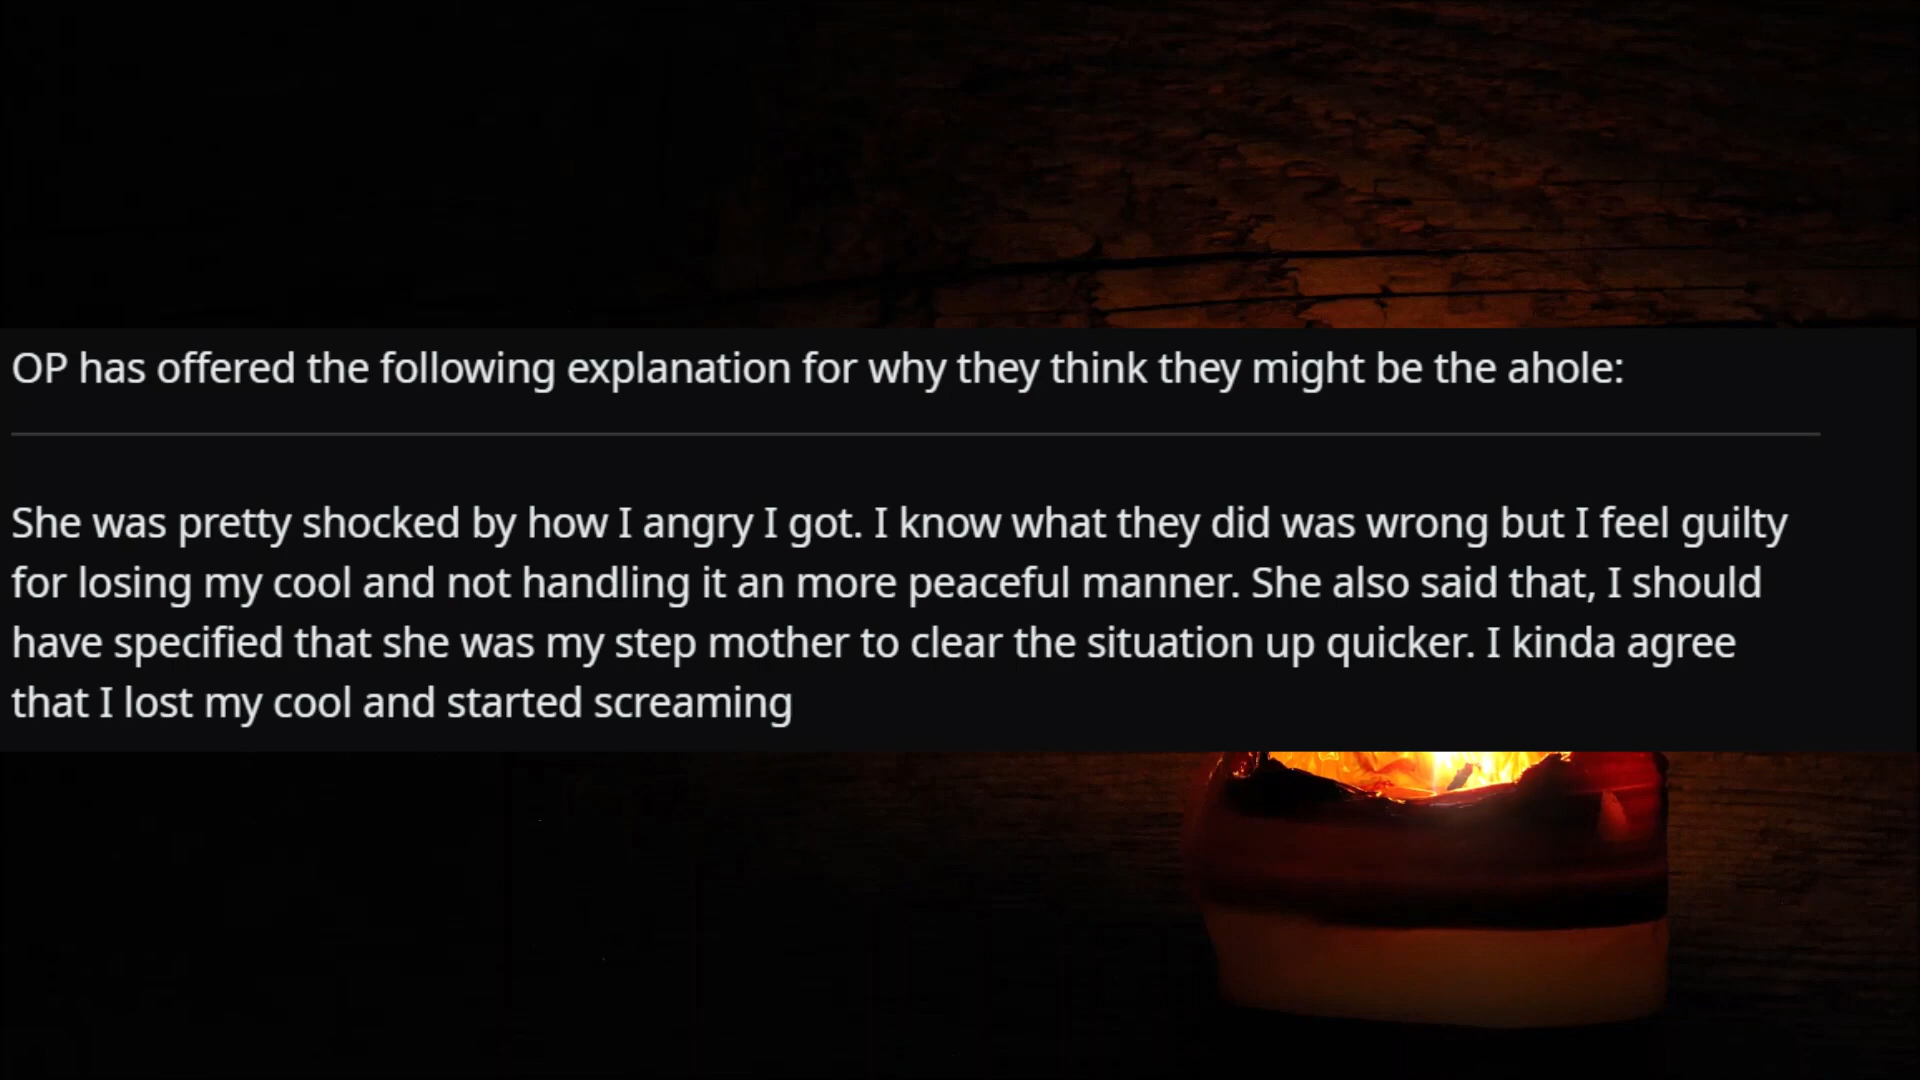 OP has offered the following explanation for why they think they might be the ahole:
She was pretty shocked by how I angry I got. I know what they did was wrong but I feel guilty
for losing my cool and not handling it an more peaceful manner. She also said that, I should
have specified that she was my step mother to clear the situation up quicker. I kinda agree
that I lost my cool and started screaming